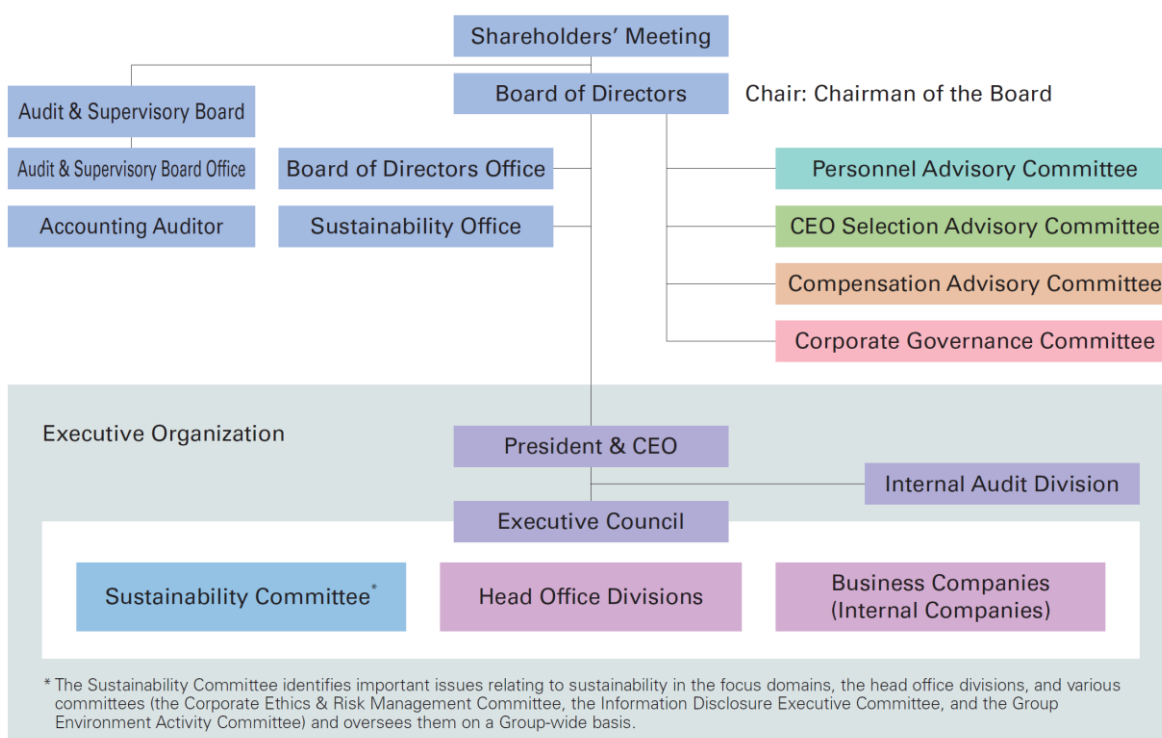 Shareholders' Meeting
Board of Directors
Chair: Chairman of the Board
Audit & Supervisory Board
Audit & Supervisory Board Office
Board of Directors Office
Personnel Advisory Committee
Accounting Auditor
Sustainability Office
CEO Selection Advisory Committee
Compensation Advisory Committee
Corporate Governance Committee
Executive Organization
President & CEO
Internal Audit Division
Executive Council
Sustainability Committee*
Head Office Divisions
Business Companies
(Internal Companies)
* The Sustainability Committee identifies important issues relating to sustainability in the focus domains, the head office divisions, and various
committees (the Corporate Ethics & Risk Management Committee, the Information Disclosure Executive Committee, and the Group
Environment Activity Committee) and oversees them on a Group-wide basis.